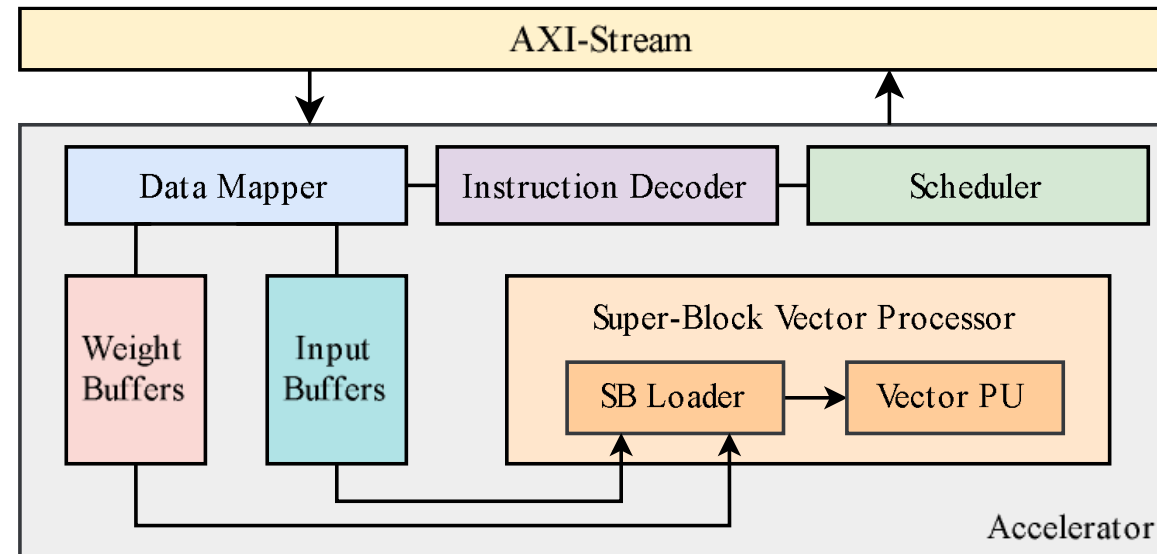 AXI-Stream
Data Mapper
Instruction Decoder
Scheduler
Weight
Buffers
Input
Buffers
Super-Block Vector Processor
SB Loader
Vector PU
Accelerator